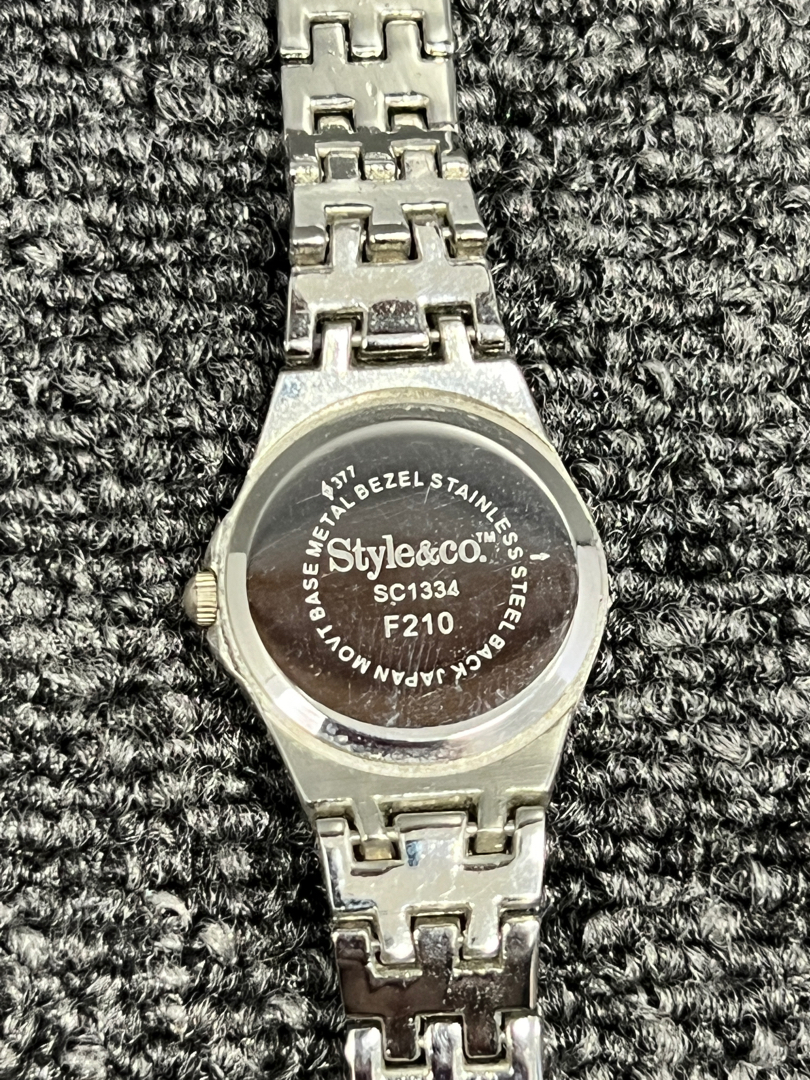 377
BASE METAL BEZEL STAINLESS STEEL BACK JAPAN MOVT
Style&co.™
SC1334
F210